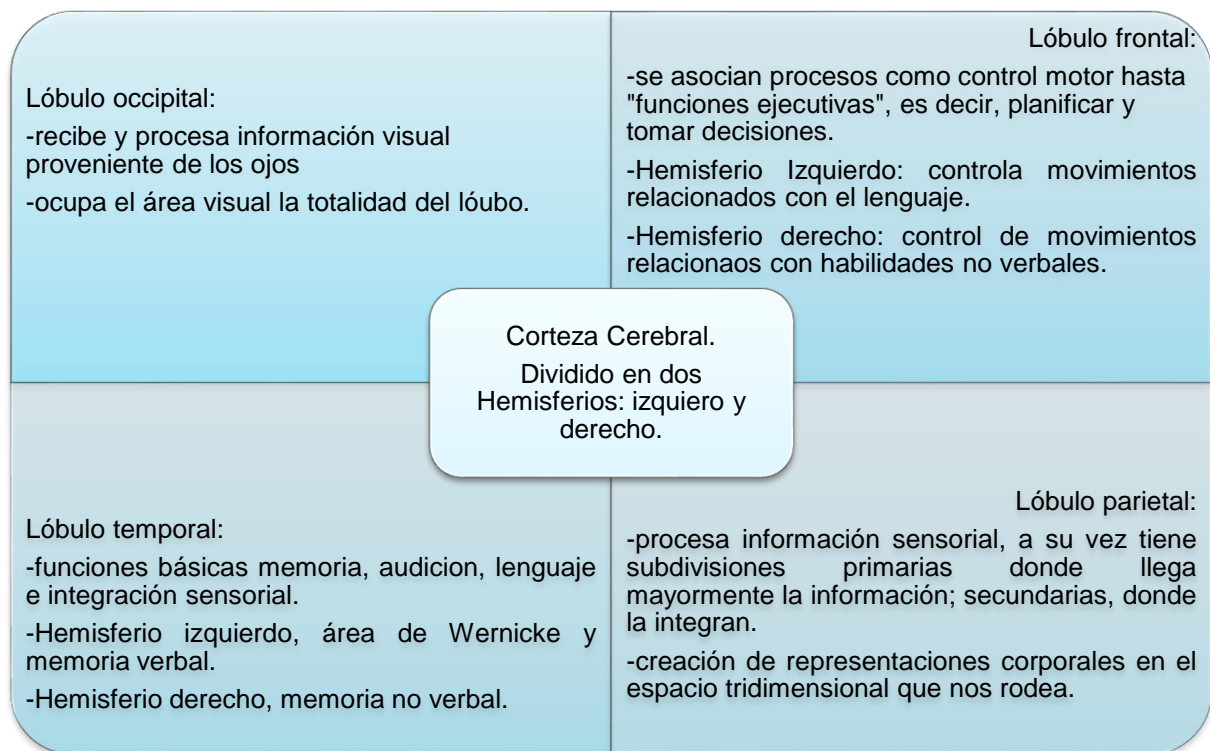 Lóbulo occipital:
-recibe y procesa información visual
proveniente de los ojos
-ocupa el área visual la totalidad del lóubo.
Lóbulo frontal:
-se asocian procesos como control motor hasta
"funciones ejecutivas", es decir, planificar y
tomar decisiones.
-Hemisferio Izquierdo: controla movimientos
relacionados con el lenguaje.
-Hemisferio derecho: control de movimientos
relacionaos con habilidades no verbales.
Corteza Cerebral.
Dividido en dos
Hemisferios: izquiero y
derecho.
Lóbulo temporal:
-funciones básicas memoria, audicion, lenguaje
e integración sensorial.
-Hemisferio izquierdo, área de Wernicke y
memoria verbal.
-Hemisferio derecho, memoria no verbal.
Lóbulo parietal:
-procesa información sensorial, a su vez tiene
subdivisiones primarias donde llega
mayormente la información; secundarias, donde
la integran.
-creación de representaciones corporales en el
espacio tridimensional que nos rodea.